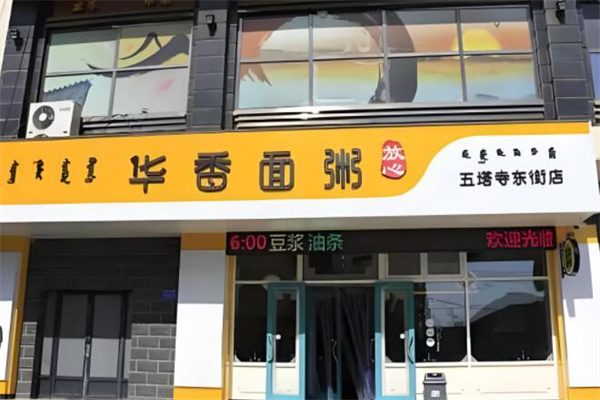 华香面粥
放心
五塔寺东街店
6:00豆浆 油条 欢迎光临